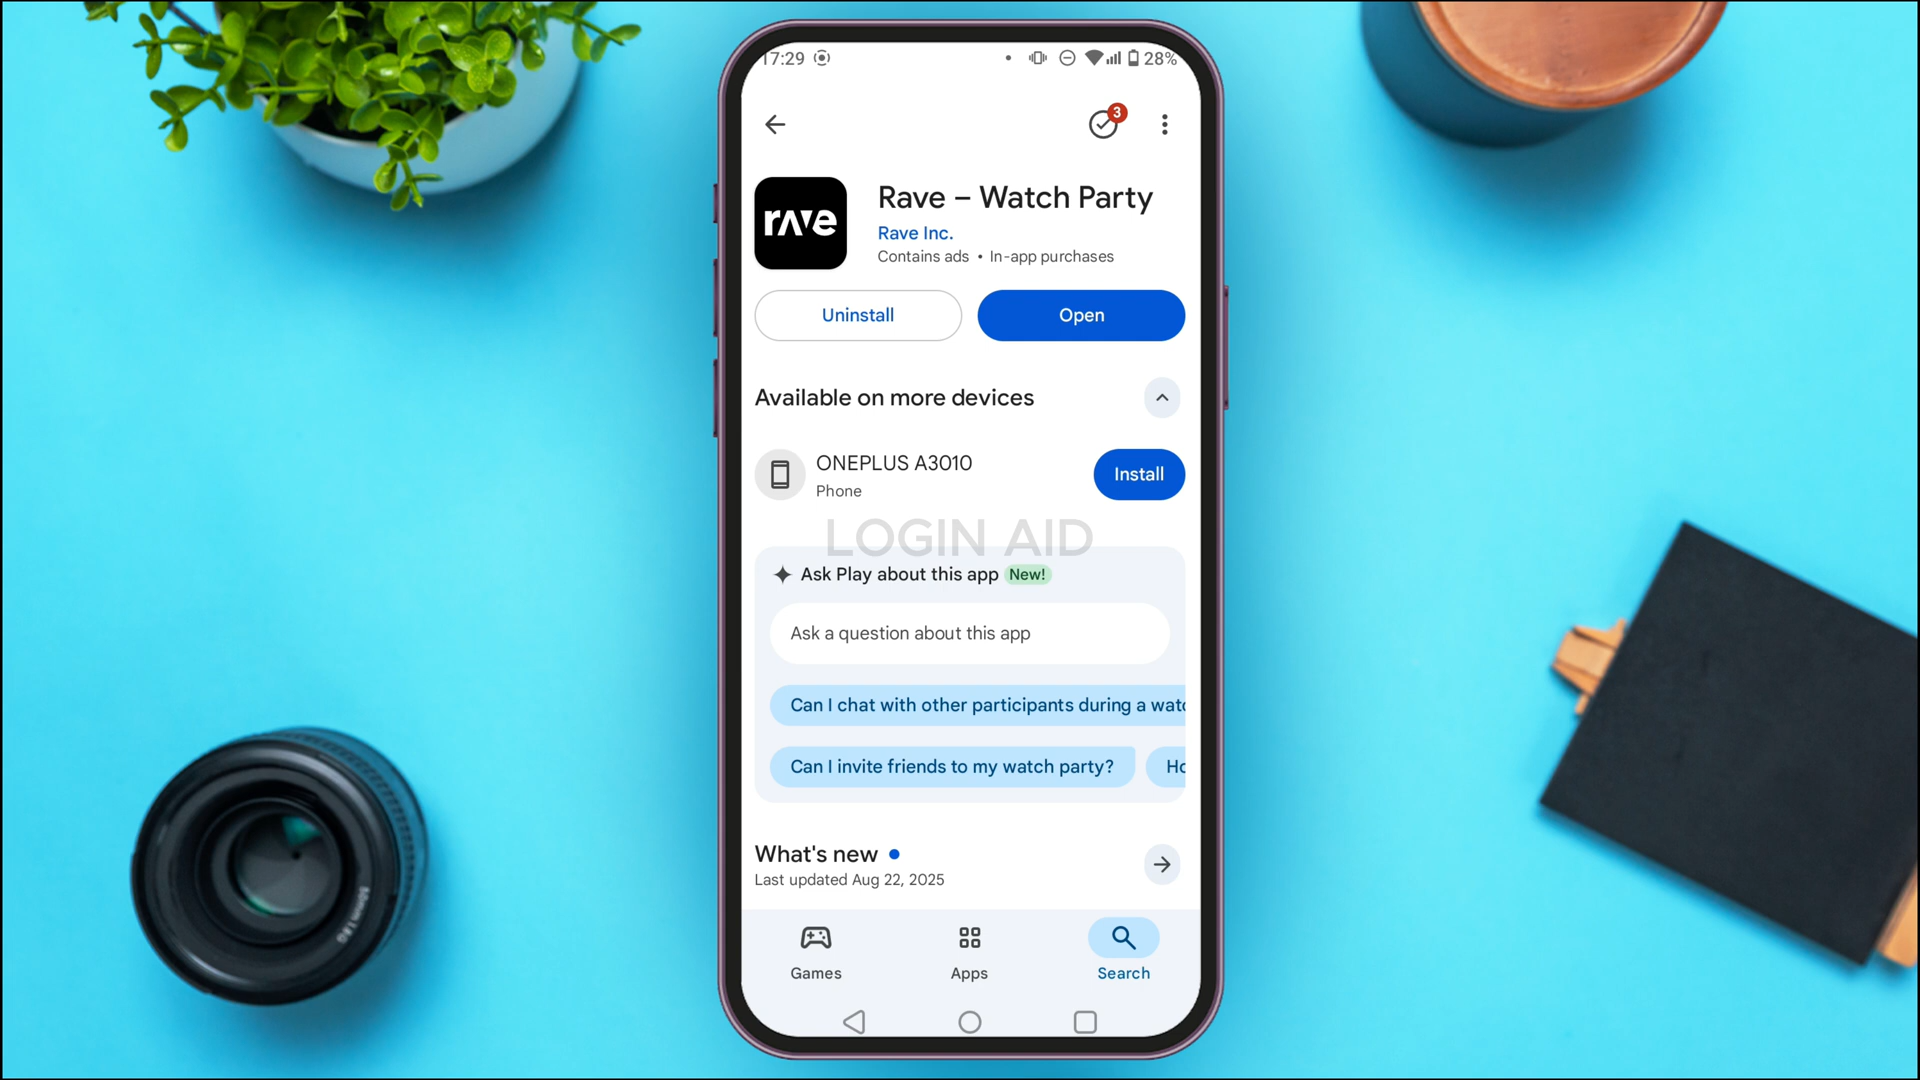 17:29
28%
3
rave
Rave – Watch Party
Rave Inc.
Contains ads • In-app purchases
Uninstall
Open
Available on more devices
ONEPLUS A3010
Phone
Install
LOGIN AID
Ask Play about this app New!
Ask a question about this app
Can I chat with other participants during a watc
Can I invite friends to my watch party?
Ho
What's new
Last updated Aug 22, 2025
Games
Apps
Search